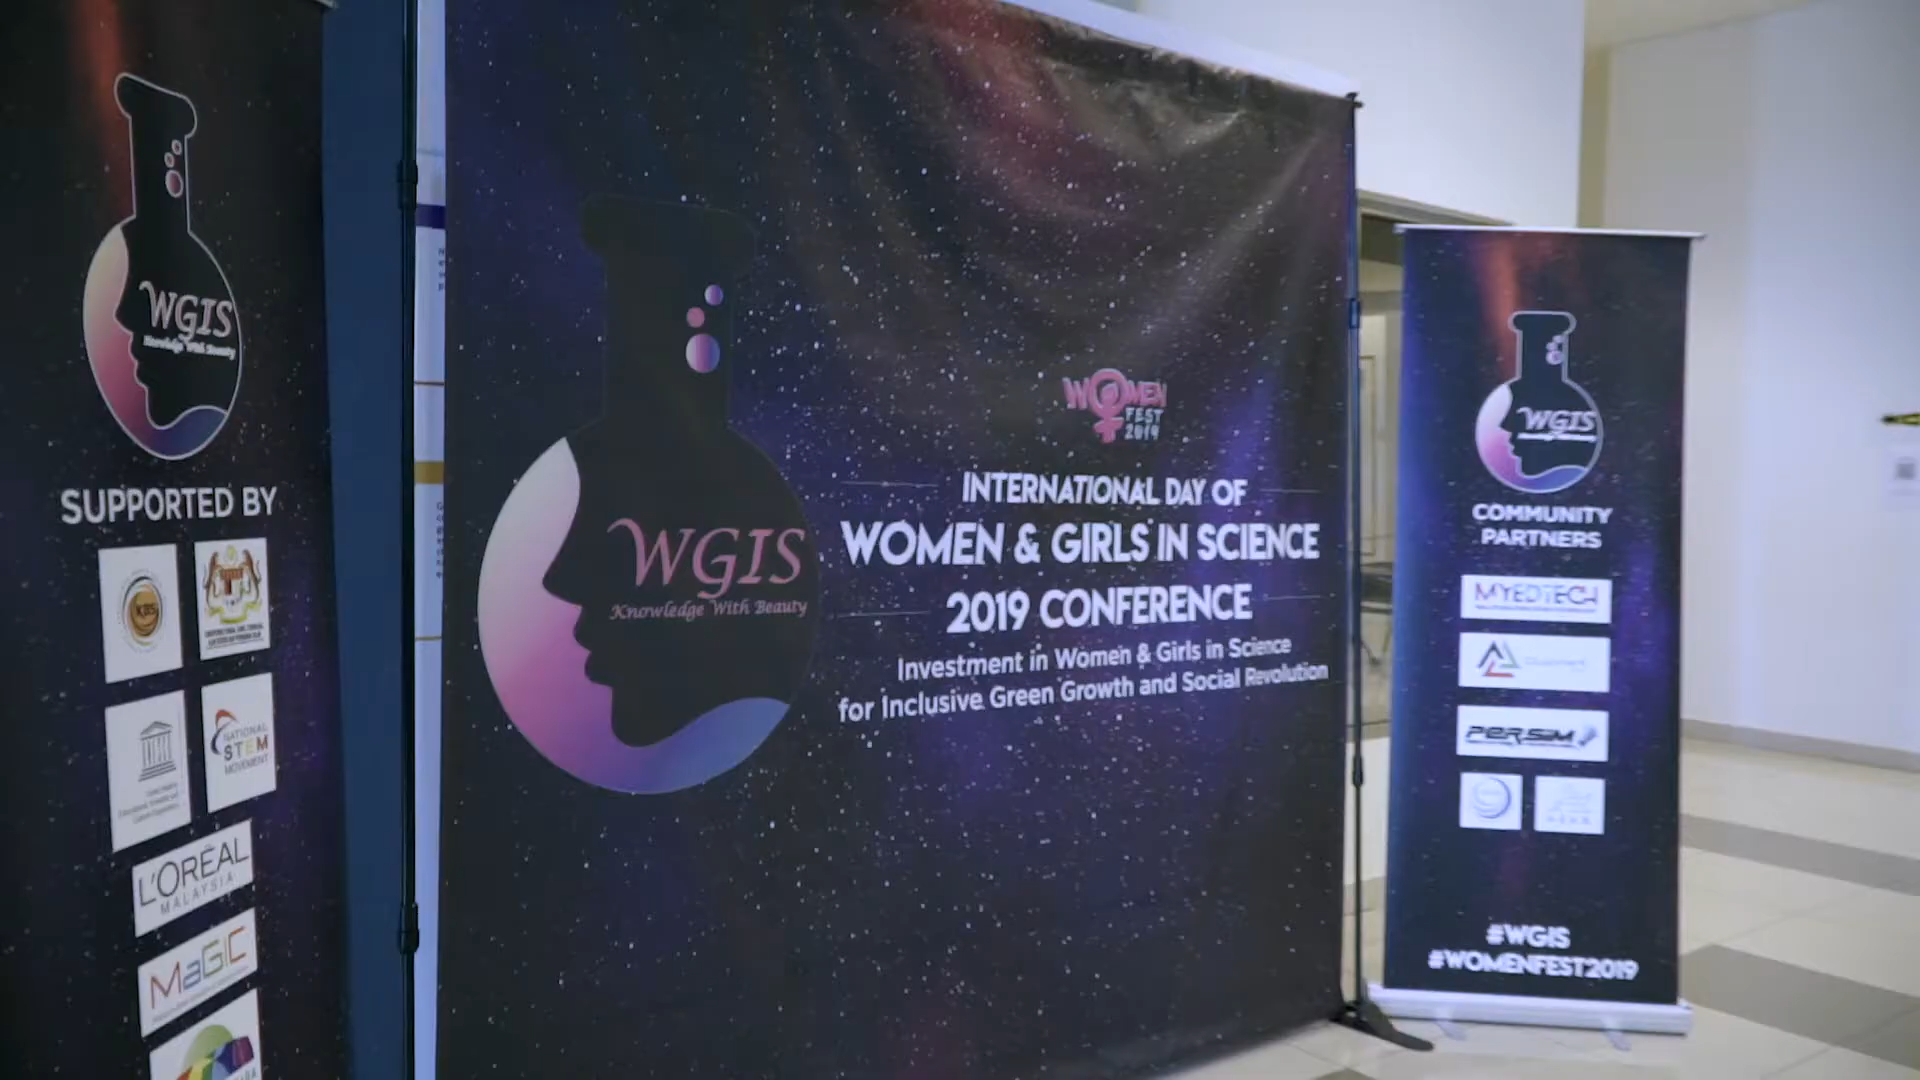 WGIS
Knowledge With Beauty
SUPPORTED BY
KBS
NATIONAL
STEM
MOVEMENT
L'ORÉAL
MALAYSIA
MaGIC
WGIS
Knowledge With Beauty
WOMEN
FEST
2019
INTERNATIONAL DAY OF
WOMEN & GIRLS IN SCIENCE
2019 CONFERENCE
Investment in Women & Girls in Science
for Inclusive Green Growth and Social Revolution
WGIS
COMMUNITY
PARTNERS
MYEDTECH
PERSIM
#WGIS
#WOMENFEST2019